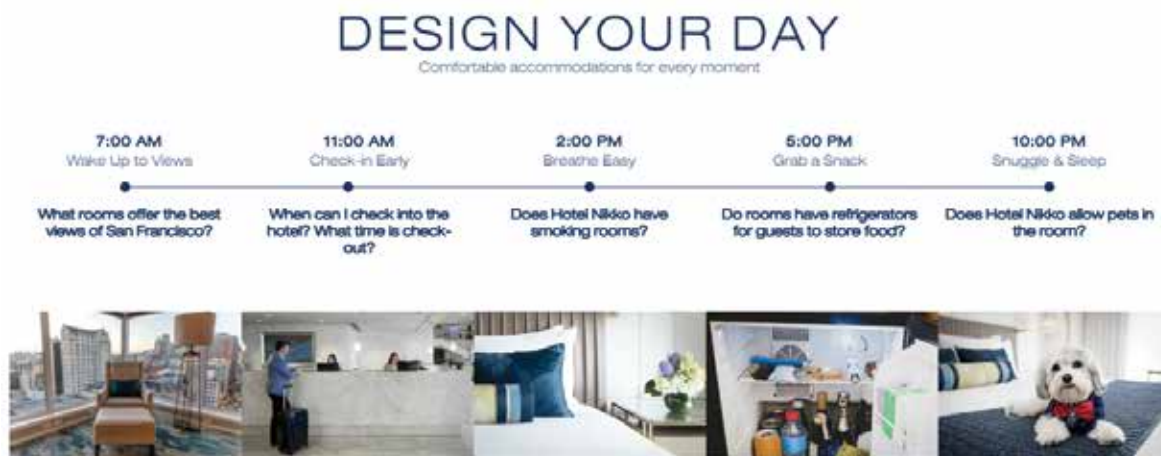 DESIGN YOUR DAY
Comfortable accommodations for every moment
7:00 AM
Wake Up to Views
What rooms offer the best
views of San Francisco?
11:00 AM
Check-in Early
When can I check into the
hotel? What time is check-
out?
2:00 PM
Breathe Easy
Does Hotel Nikko have
smoking rooms?
5:00 PM
Grab a Snack
Do rooms have refrigerators
for guests to store food?
10:00 PM
Snuggle & Sleep
Does Hotel Nikko allow pets in
the room?